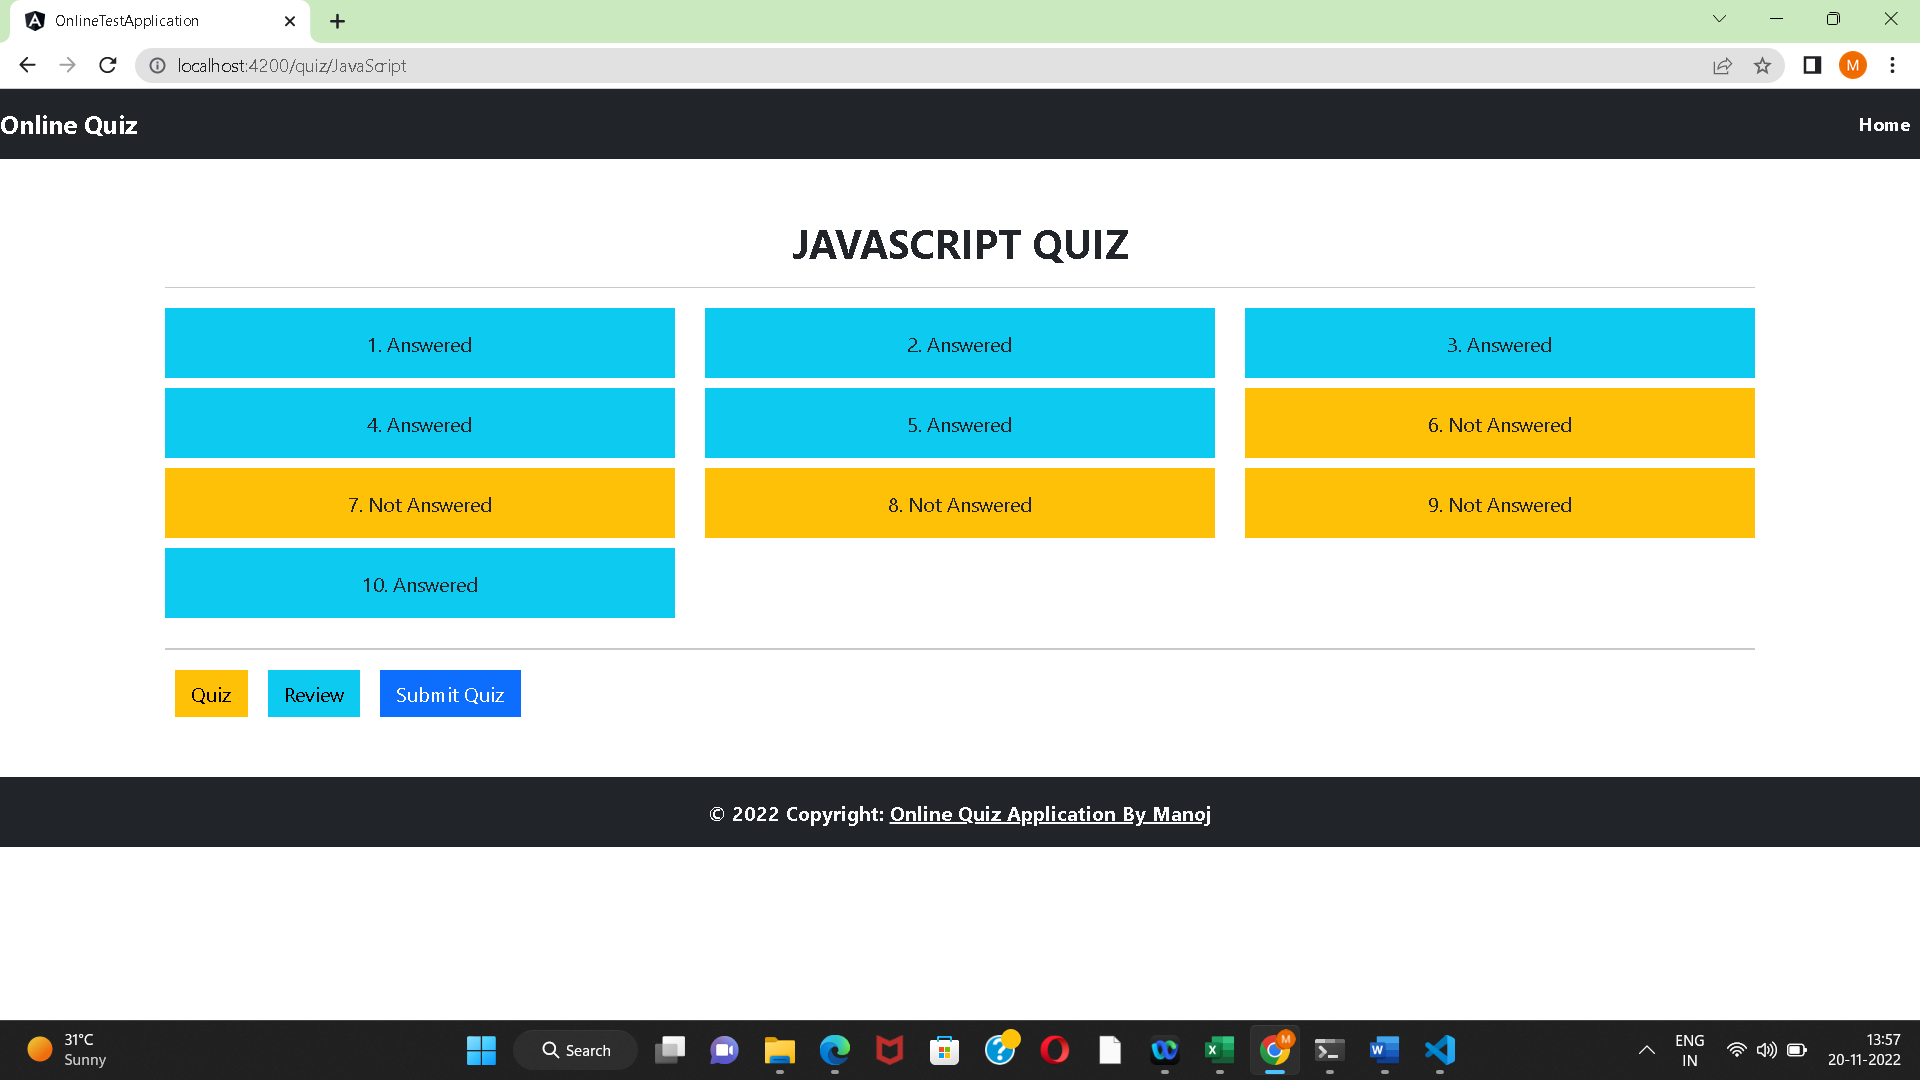 OnlineTestApplication
localhost:4200/quiz/JavaScript
M
Online Quiz
Home
JAVASCRIPT QUIZ
1. Answered
2. Answered
3. Answered
4. Answered
5. Answered
6. Not Answered
7. Not Answered
8. Not Answered
9. Not Answered
10. Answered
Quiz
Review
Submit Quiz
© 2022 Copyright: Online Quiz Application By Manoj
31°C
Sunny
Search
M
ENG
IN
13:57
20-11-2022